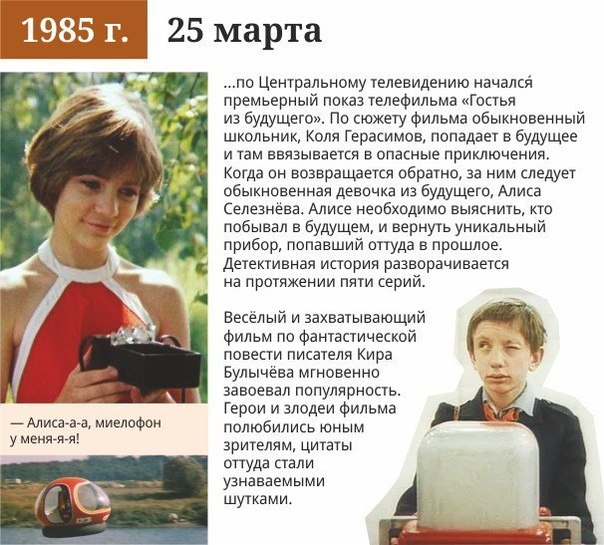 1985 г.
25 марта
...по Центральному телевидению начался́
премьерный показ телефильма «Гостья
из будущего». По сюжету фильма обыкновенный
школьник, Коля Герасимов, попадает в будущее
и там ввязывается в опасные приключения.
Когда он возвращается обратно, за ним следует
обыкновенная девочка из будущего, Алиса
Селезнёва. Алисе необходимо выяснить, кто
побывал в будущем, и вернуть уникальный
прибор, попавший оттуда в прошлое.
Детективная история разворачивается
на протяжении пяти серий.
Весёлый и захватывающий
фильм по фантастической
повести писателя Кира
Булычёва мгновенно
завоевал популярность.
Герои и злодеи фильма
полюбились юным
зрителям, цитаты
оттуда стали
узнаваемыми
шутками.
— Алиса-а-а, миелофон
у меня-я-я!